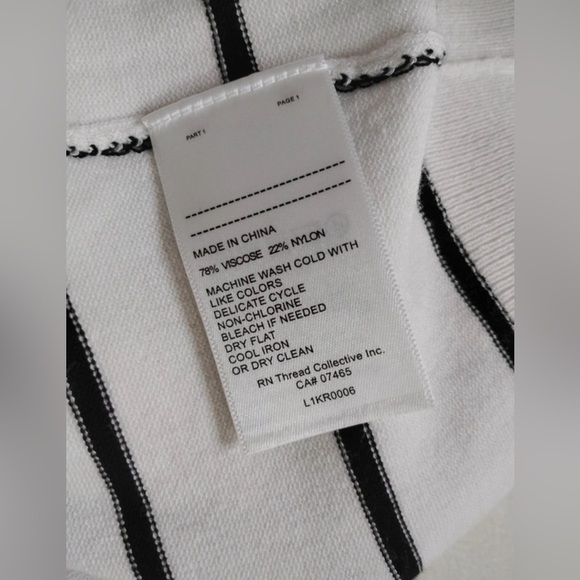 PART 1 PAGE 1
MADE IN CHINA
78% VISCOSE 22% NYLON
MACHINE WASH COLD WITH
LIKE COLORS
DELICATE CYCLE
NON-CHLORINE
BLEACH IF NEEDED
DRY FLAT
COOL IRON
OR DRY CLEAN
RN Thread Collective Inc.
CA# 07465
L1KR0006